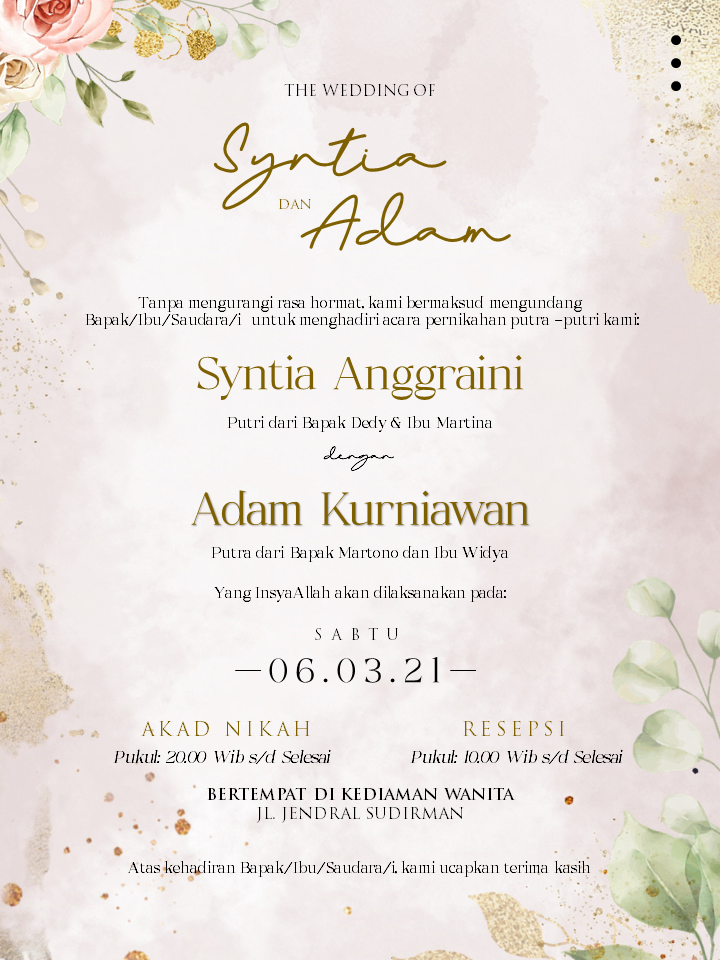 THE WEDDING OF
Syntia
DAN
Adam
Tanpa mengurangi rasa hormat, kami bermaksud mengundang
Bapak/Ibu/Saudara/i untuk menghadiri acara pernikahan putra -putri kami:
Syntia Anggraini
Putri dari Bapak Dedy & Ibu Martina
dengan
Adam Kurniawan
Putra dari Bapak Martono dan Ibu Widya
Yang InsyaAllah akan dilaksanakan pada:
SABTU
—06.03.21—
AKAD NIKAH
Pukul: 20.00 Wib s/d Selesai
RESEPSI
Pukul: 10.00 Wib s/d Selesai
BERTEMPAT DI KEDIAMAN WANITA
JL. JENDRAL SUDIRMAN
Atas kehadiran Bapak/Ibu/Saudara/i, kami ucapkan terima kasih